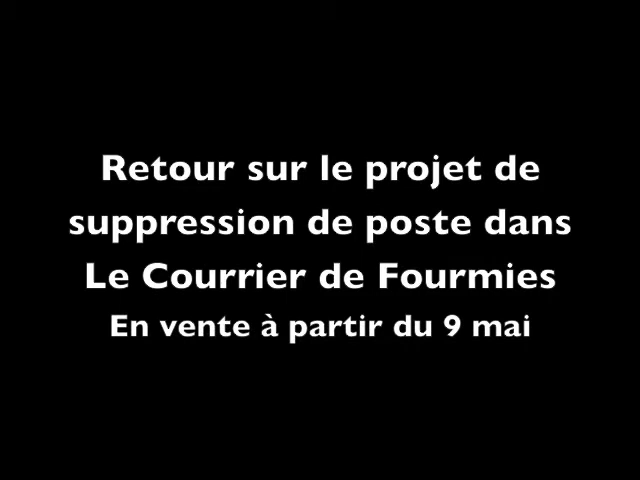 Retour sur le projet de
suppression de poste dans
Le Courrier de Fourmies
En vente à partir du 9 mai